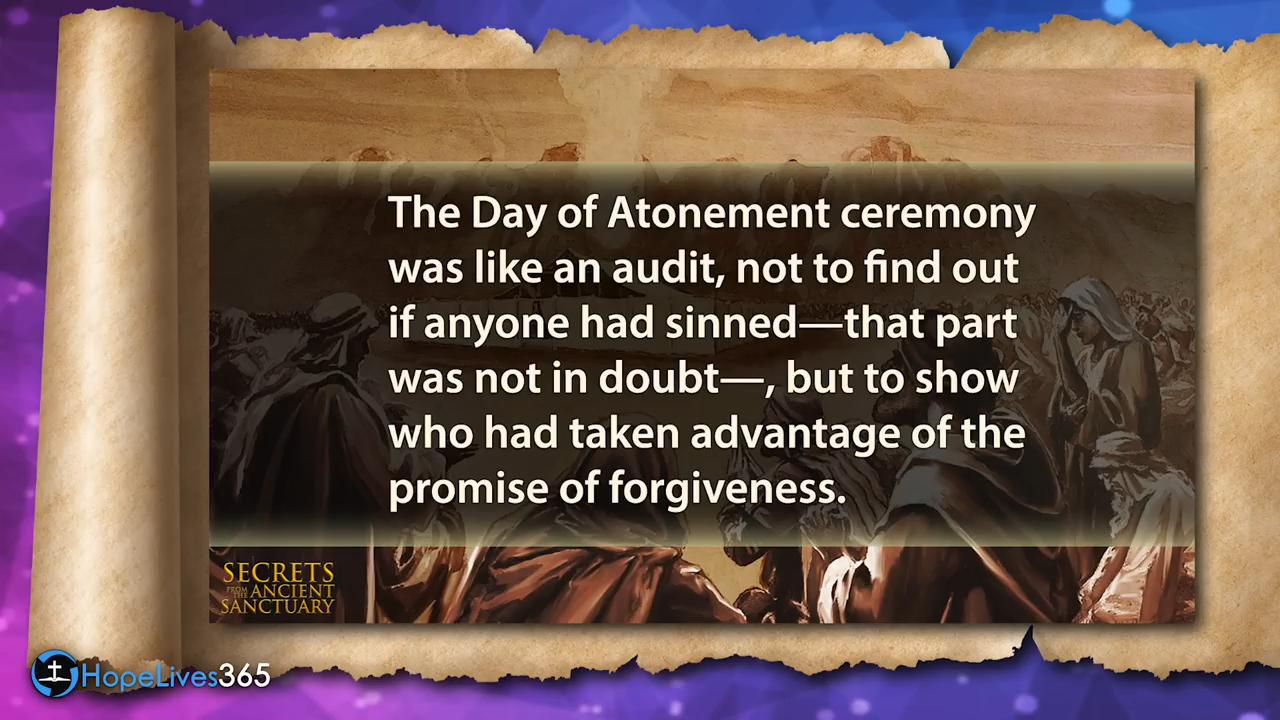 The Day of Atonement ceremony
was like an audit, not to find out
if anyone had sinned—that part
was not in doubt—, but to show
who had taken advantage of the
promise of forgiveness.
SECRETS
FROM THE ANCIENT
SANCTUARY
HopeLives365